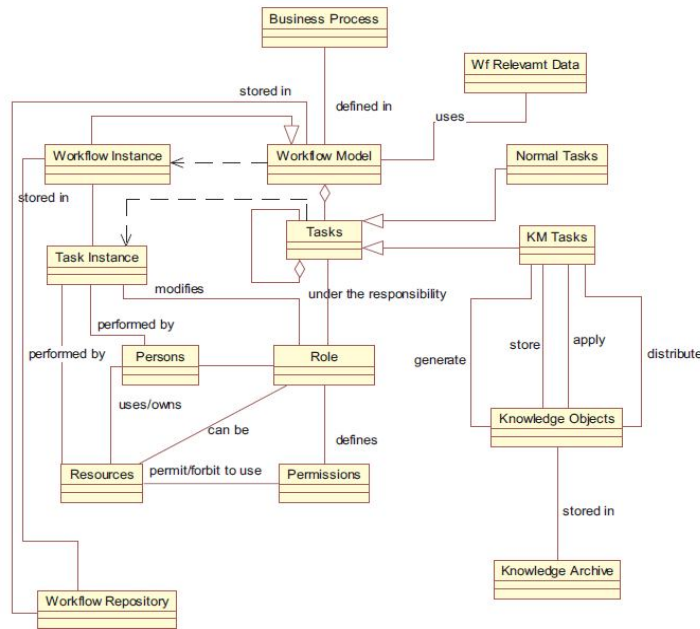 Business Process
Wf Relevamt Data
stored in
defined in
uses
Workflow Instance
Workflow Model
Normal Tasks
stored in
Tasks
KM Tasks
Task Instance
modifies
under the responsibility
performed by
generate
store
apply
distribute
performed by
Persons
Role
uses/owns
can be
defines
Knowledge Objects
Resources
permit/forbit to use
Permissions
stored in
Knowledge Archive
Workflow Repository